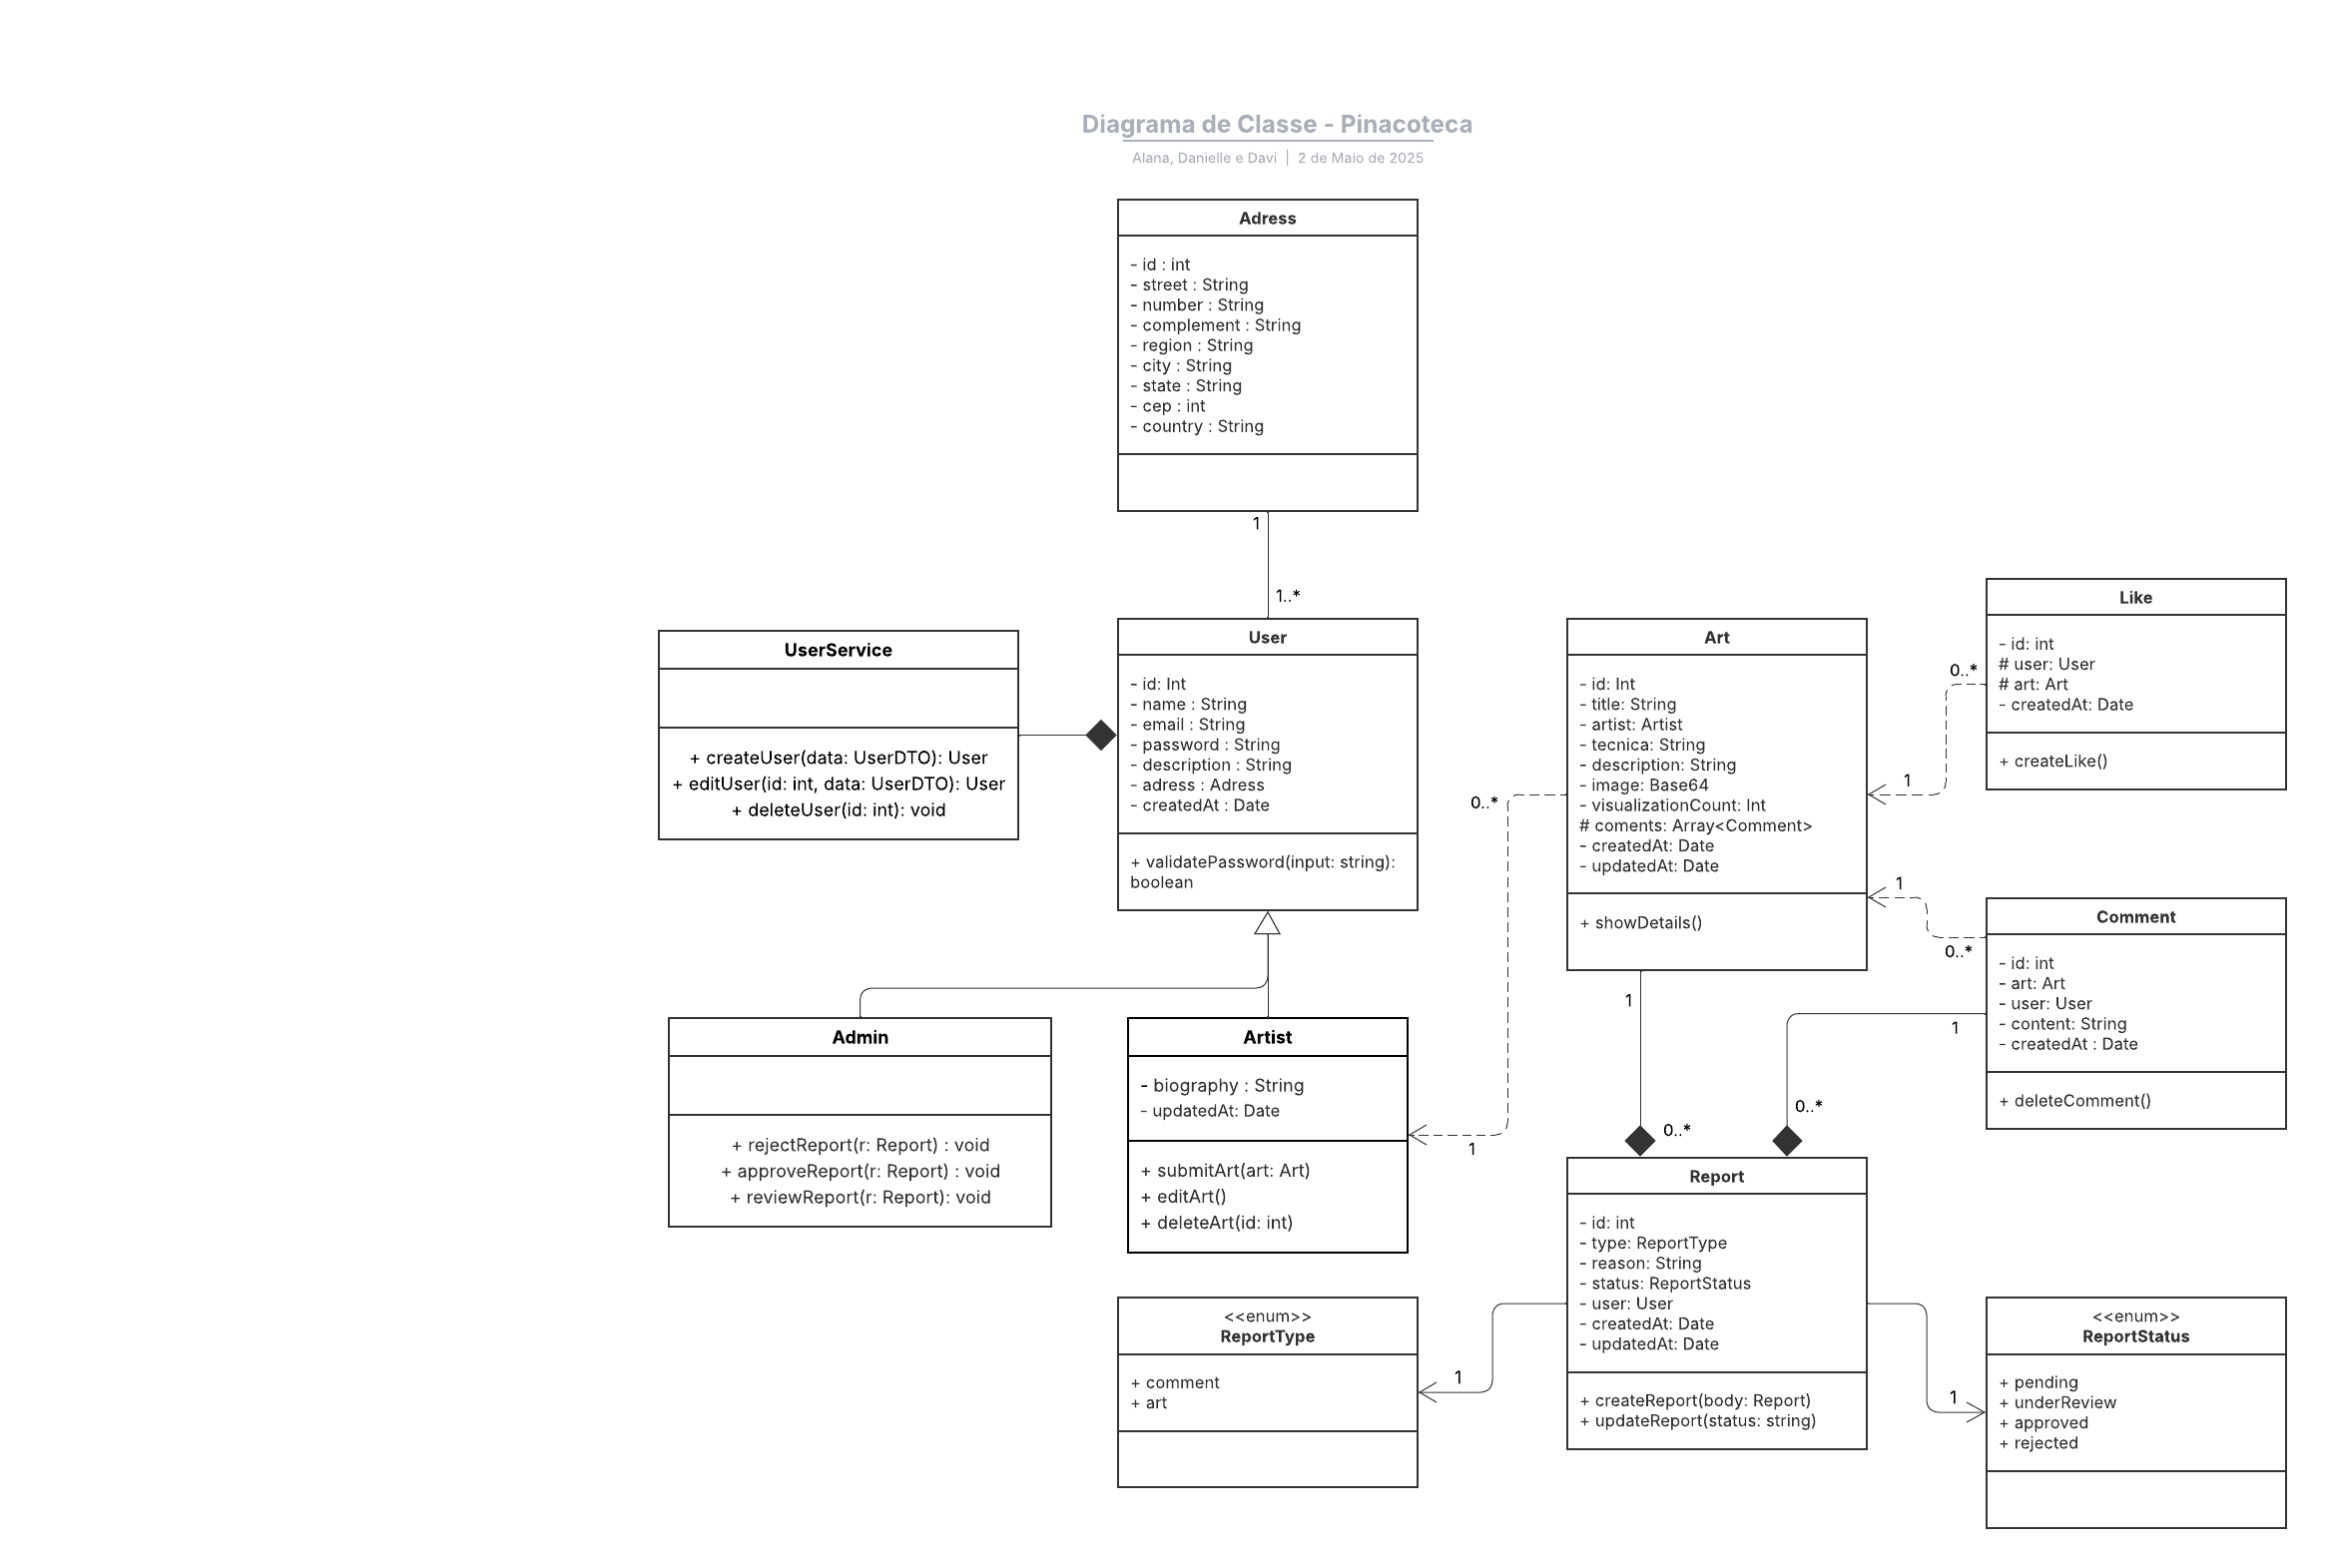 Diagrama de Classe - Pinacoteca
Alana, Danielle e Davi | 2 de Maio de 2025
Adress
- id : int
- street : String
- number : String
- complement : String
- region : String
- city : String
- state : String
- cep : int
- country : String
1
1..*
UserService
+ createUser(data: UserDTO): User
+ editUser(id: int, data: UserDTO): User
+ deleteUser(id: int): void
User
- id: Int
- name : String
- email : String
- password : String
- description : String
- adress : Adress
- createdAt : Date
+ validatePassword(input: string):
boolean
Art
- id: Int
- title: String
- artist: Artist
- tecnica: String
- description: String
- image: Base64
- visualizationCount: Int
# coments: Array<Comment>
- createdAt: Date
- updatedAt: Date
+ showDetails()
Like
- id: int
# user: User
# art: Art
- createdAt: Date
+ createLike()
0..*
1
0..*
1
1
0..*
Comment
- id: int
- art: Art
- user: User
- content: String
- createdAt : Date
+ deleteComment()
1
0..*
1
0..*
Admin
+ rejectReport(r: Report) : void
+ approveReport(r: Report) : void
+ reviewReport(r: Report): void
Artist
- biography : String
- updatedAt: Date
+ submitArt(art: Art)
+ editArt()
+ deleteArt(id: int)
Report
- id: int
- type: ReportType
- reason: String
- status: ReportStatus
- user: User
- createdAt: Date
- updatedAt: Date
+ createReport(body: Report)
+ updateReport(status: string)
<<enum>>
ReportType
+ comment
+ art
1
1
<<enum>>
ReportStatus
+ pending
+ underReview
+ approved
+ rejected